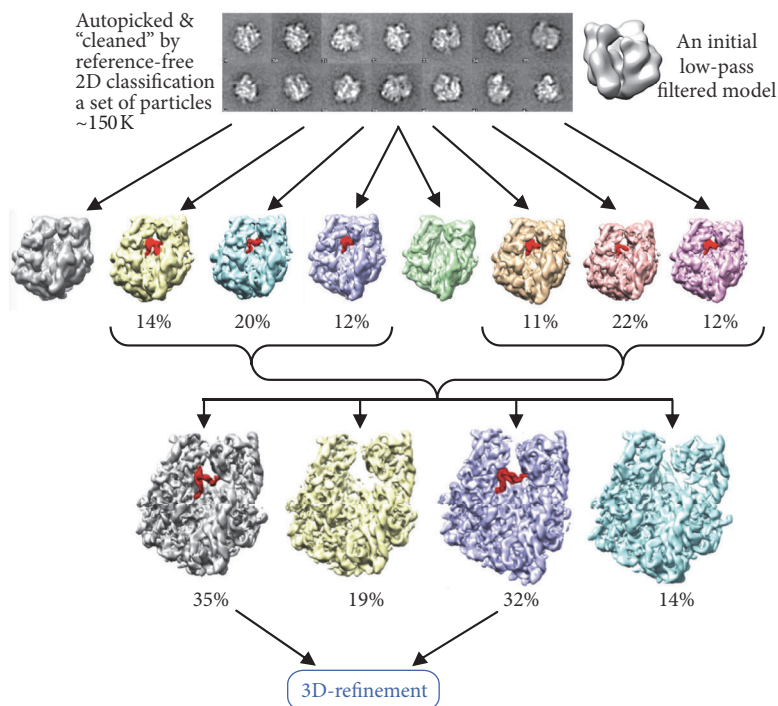 Autopicked &
“cleaned” by
reference-free
2D classification
a set of particles
~150 K
An initial
low-pass
filtered model
14%
20%
12%
11%
22%
12%
35%
19%
32%
14%
3D-refinement